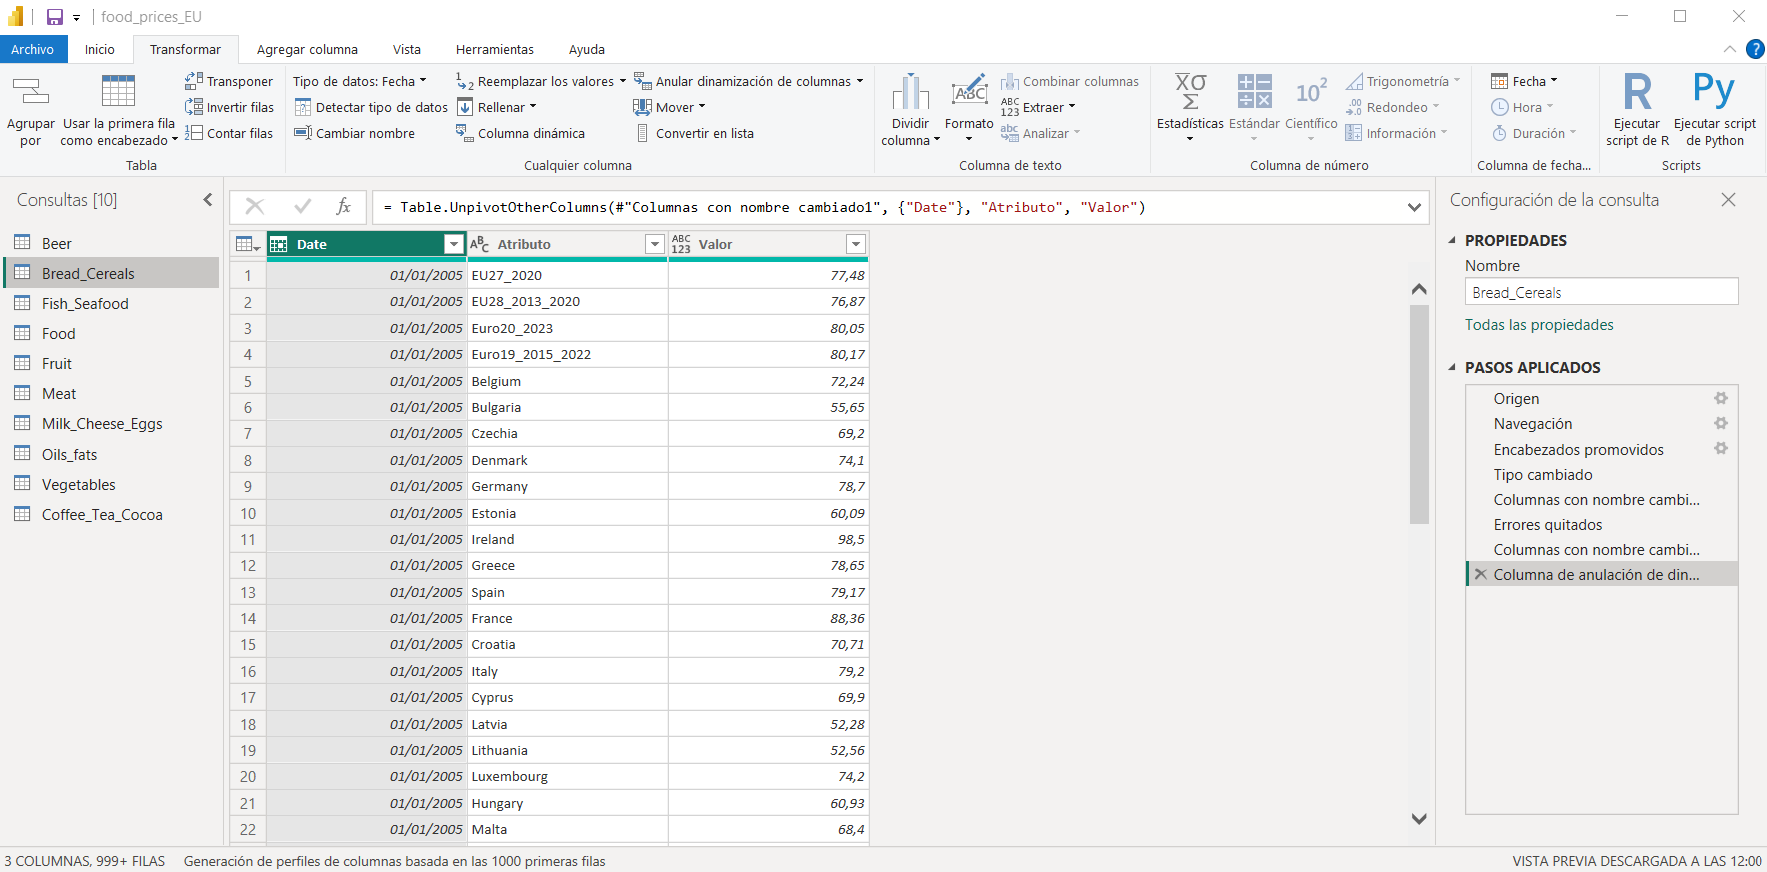 food_prices_EU
Archivo Inicio Transformar Agregar columna Vista Herramientas Ayuda
Transponer Tipo de datos: Fecha Reemplazar los valores Anular dinamización de columnas Combinar columnas Trigonometría Fecha
Invertir filas Detectar tipo de datos Rellenar Mover Extraer Redondeo Hora
Contar filas Cambiar nombre Columna dinámica Convertir en lista Analizar Información Duración
Agrupar por
Usar la primera fila como encabezado
Dividir columna
Formato
Estadísticas
Estándar
Científico
Ejecutar script de R
Ejecutar script de Python
Tabla Cualquier columna Columna de texto Columna de número Columna de fecha... Scripts
Consultas [10]
Beer
Bread_Cereals
Fish_Seafood
Food
Fruit
Meat
Milk_Cheese_Eggs
Oils_fats
Vegetables
Coffee_Tea_Cocoa
= Table.UnpivotOtherColumns(#"Columnas con nombre cambiado1", {"Date"}, "Atributo", "Valor")
Date Atributo Valor
1 01/01/2005 EU27_2020 77,48
2 01/01/2005 EU28_2013_2020 76,87
3 01/01/2005 Euro20_2023 80,05
4 01/01/2005 Euro19_2015_2022 80,17
5 01/01/2005 Belgium 72,24
6 01/01/2005 Bulgaria 55,65
7 01/01/2005 Czechia 69,2
8 01/01/2005 Denmark 74,1
9 01/01/2005 Germany 78,7
10 01/01/2005 Estonia 60,09
11 01/01/2005 Ireland 98,5
12 01/01/2005 Greece 78,65
13 01/01/2005 Spain 79,17
14 01/01/2005 France 88,36
15 01/01/2005 Croatia 70,71
16 01/01/2005 Italy 79,2
17 01/01/2005 Cyprus 69,9
18 01/01/2005 Latvia 52,28
19 01/01/2005 Lithuania 52,56
20 01/01/2005 Luxembourg 74,2
21 01/01/2005 Hungary 60,93
22 01/01/2005 Malta 68,4
Configuración de la consulta
PROPIEDADES
Nombre
Bread_Cereals
Todas las propiedades
PASOS APLICADOS
Origen
Navegación
Encabezados promovidos
Tipo cambiado
Columnas con nombre cambi...
Errores quitados
Columnas con nombre cambi...
Columna de anulación de din...
3 COLUMNAS, 999+ FILAS Generación de perfiles de columnas basada en las 1000 primeras filas VISTA PREVIA DESCARGADA A LAS 12:00